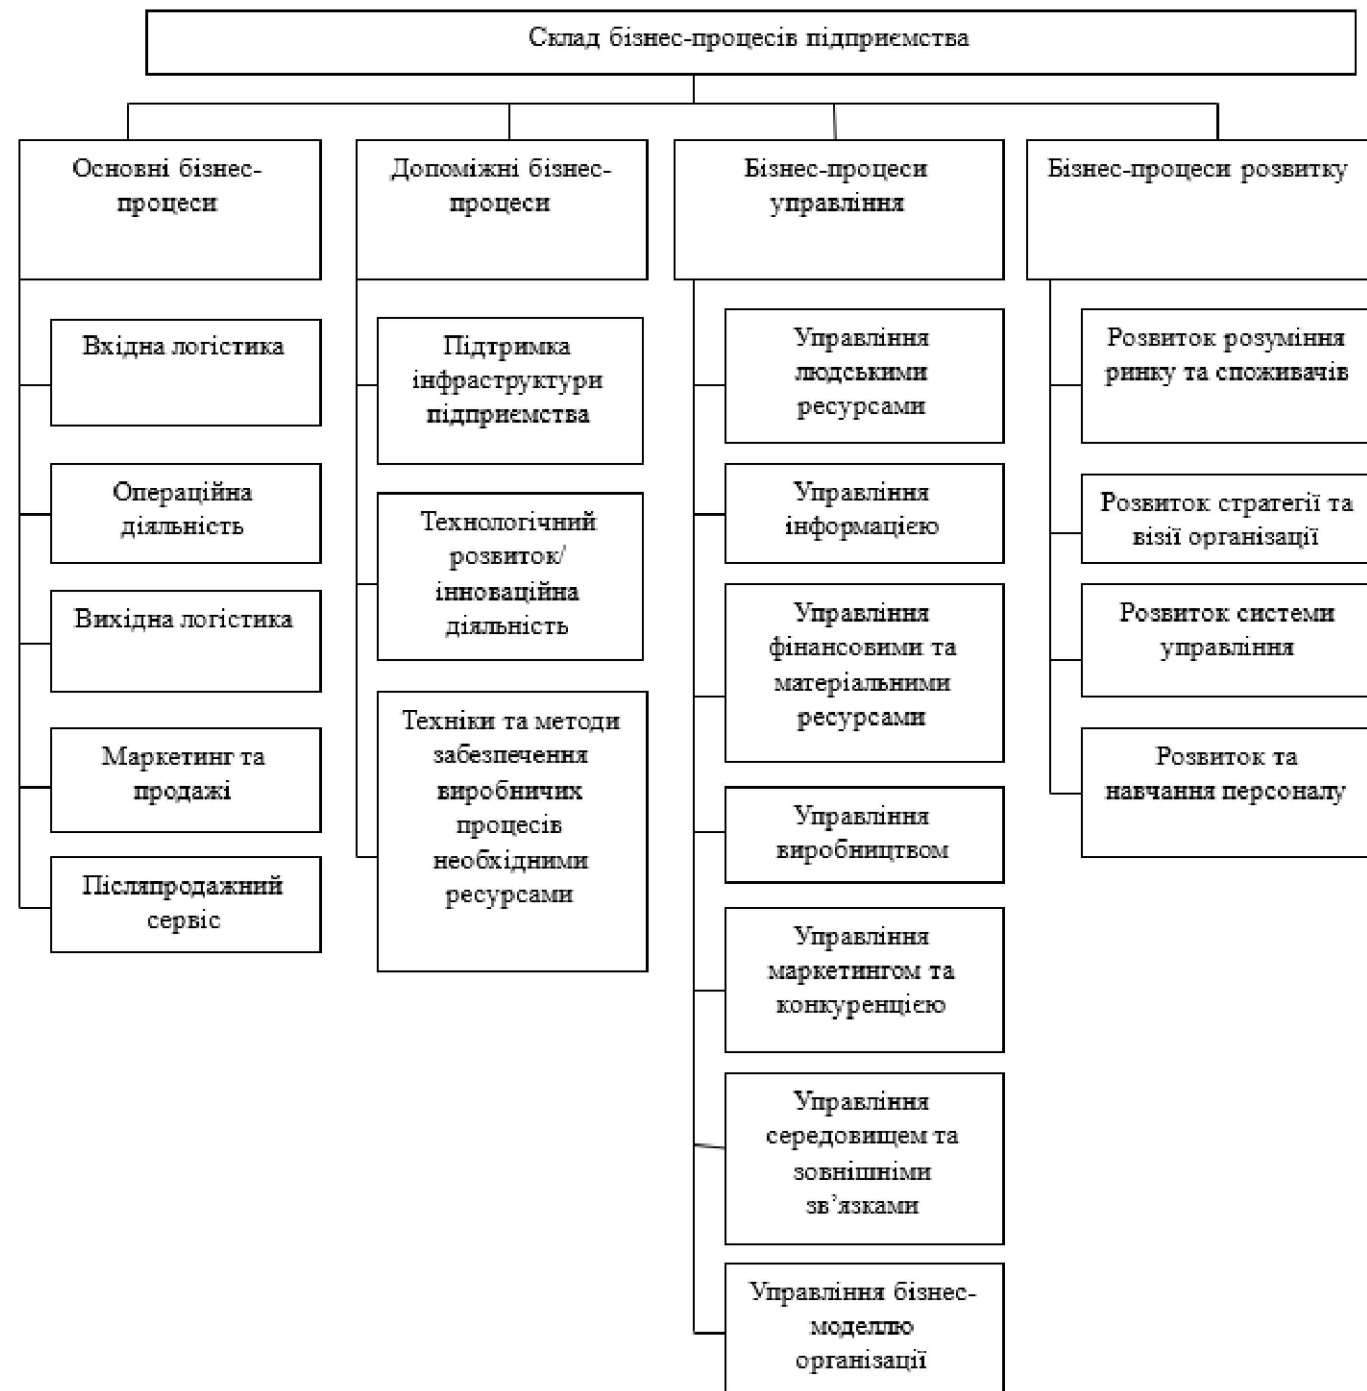 Склад бізнес-процесів підприємства
Основні бізнес-
процеси
Вхідна логістика
Операційна
діяльність
Вихідна логістика
Маркетинг та
продажі
Післяпродажний
сервіс
Допоміжні бізнес-
процеси
Підтримка
інфраструктури
підприємства
Технологічний
розвиток/
інноваційна
діяльність
Техніки та методи
забезпечення
виробничих
процесів
необхідними
ресурсами
Бізнес-процеси
управління
Управління
людськими
ресурсами
Управління
інформацією
Управління
фінансовими та
матеріальними
ресурсами
Управління
виробництвом
Управління
маркетингом та
конкуренцією
Управління
середовищем та
зовнішніми
зв’язками
Управління бізнес-
моделлю
організації
Бізнес-процеси розвитку
Розвиток розуміння
ринку та споживачів
Розвиток стратегії та
візії організації
Розвиток системи
управління
Розвиток та
навчання персоналу